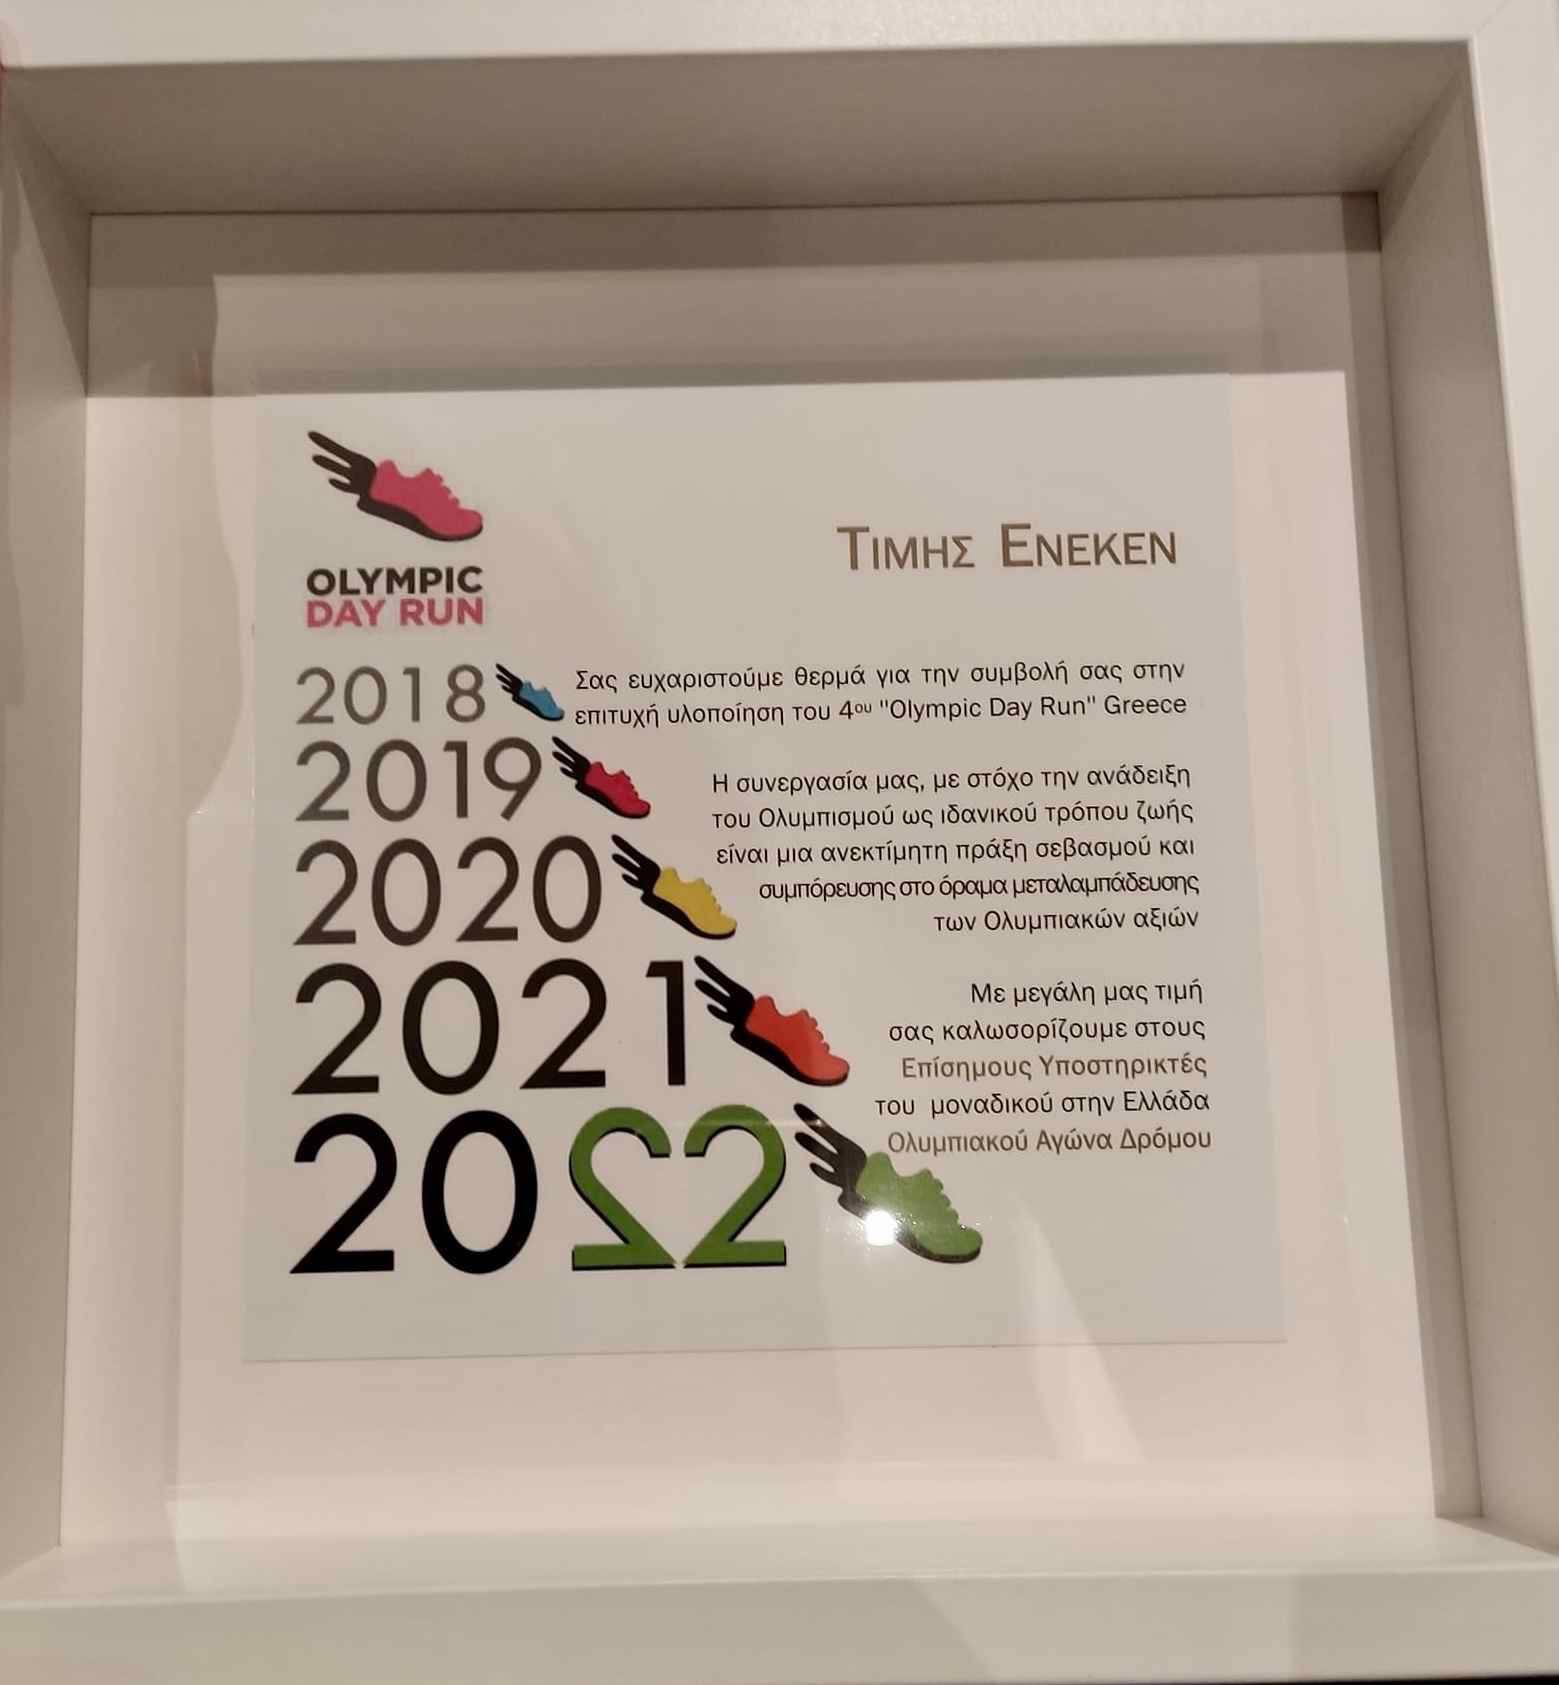 OLYMPIC
DAY RUN
ΤΙΜΗΣ ΕΝΕΚΕΝ
2018
2019
2020
2021
2022
Σας ευχαριστούμε θερμά για την συμβολή σας στην
επιτυχή υλοποίηση του 4ου "Olympic Day Run" Greece
Η συνεργασία μας, με στόχο την ανάδειξη
του Ολυμπισμού ως ιδανικού τρόπου ζωής
είναι μια ανεκτίμητη πράξη σεβασμού και
συμπόρευσης στο όραμα μεταλαμπάδευσης
των Ολυμπιακών αξιών
Με μεγάλη μας τιμή
σας καλωσορίζουμε στους
Επίσημους Υποστηρικτές
του μοναδικού στην Ελλάδα
Ολυμπιακού Αγώνα Δρόμου